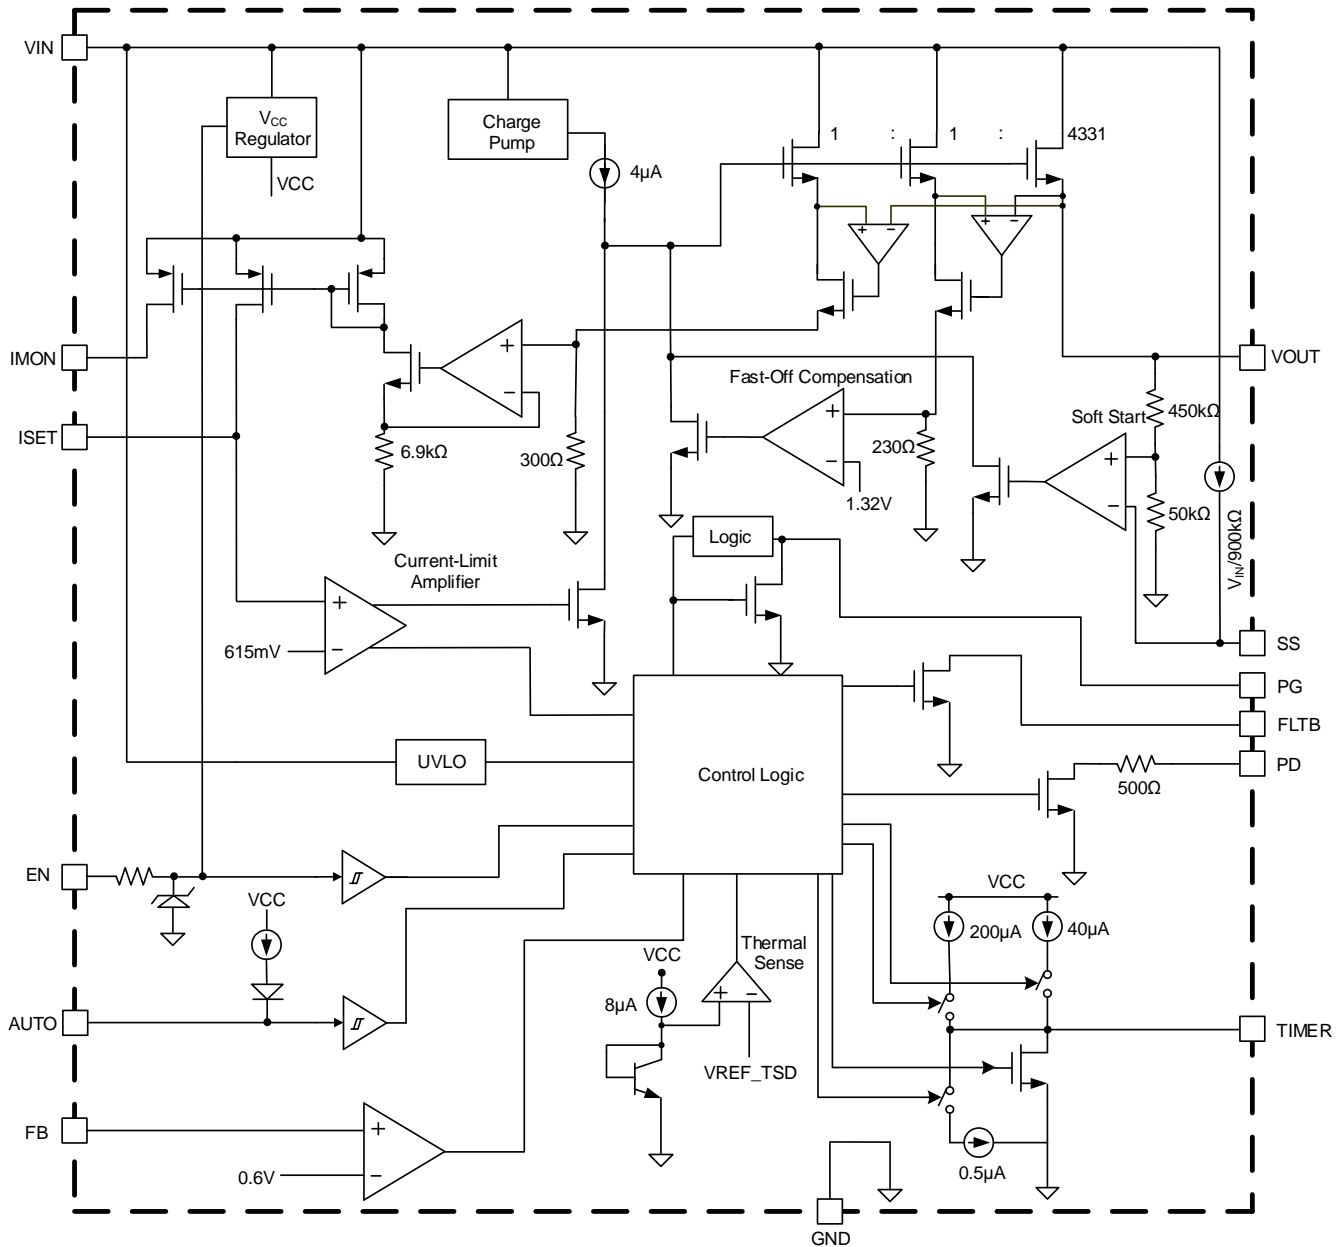 VIN
V_CC
Regulator
VCC
Charge
Pump
4µA
1 : 1 : 4331
IMON
ISET
+
−
6.9kΩ
300Ω
+
−
+
−
VOUT
Fast-Off Compensation
+
−
1.32V
230Ω
Soft Start
+
−
450kΩ
50kΩ
V_IN/900kΩ
Current-Limit
Amplifier
+
−
615mV
Logic
SS
PG
FLTB
PD
500Ω
UVLO
Control Logic
EN
VCC
AUTO
FB
+
−
0.6V
VCC
8µA
Thermal
Sense
+
−
VREF_TSD
VCC
200µA
40µA
TIMER
0.5µA
GND